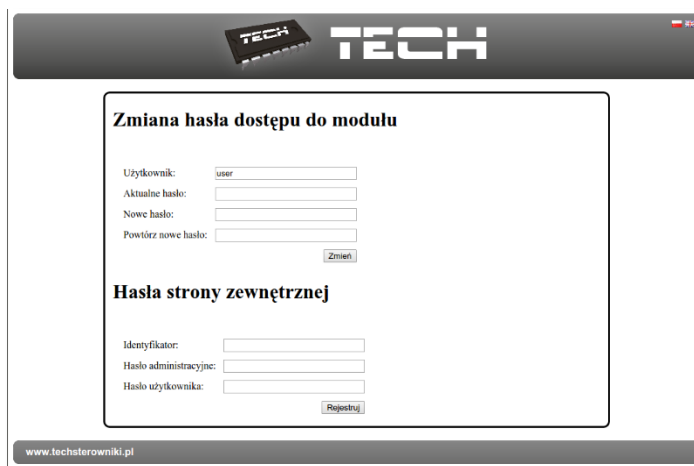 TECH TECH
Zmiana hasła dostępu do modułu
Użytkownik: user
Aktualne hasło:
Nowe hasło:
Powtórz nowe hasło:
Zmień
Hasła strony zewnętrznej
Identyfikator:
Hasło administracyjne:
Hasło użytkownika:
Rejestruj
www.techsterowniki.pl